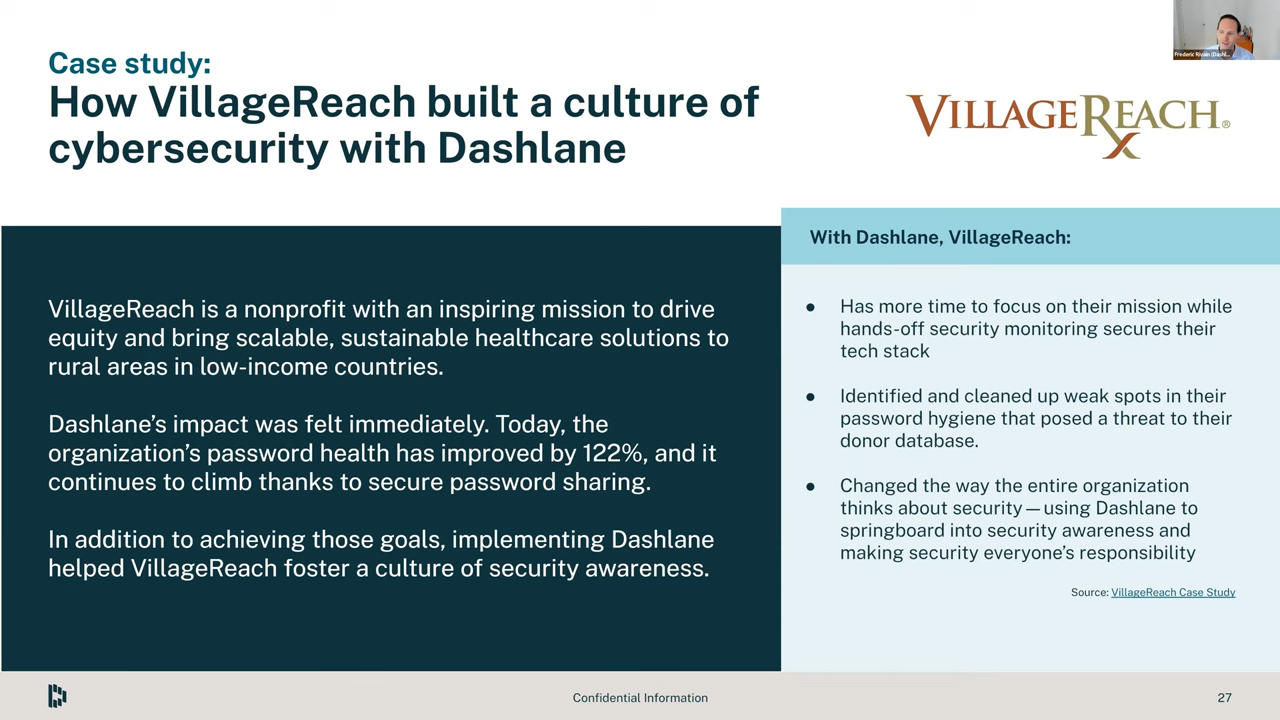 Case study:
How VillageReach built a culture of
cybersecurity with Dashlane
VILLAGEREACH®
Frederic Rivain (Dashl...
VillageReach is a nonprofit with an inspiring mission to drive
equity and bring scalable, sustainable healthcare solutions to
rural areas in low-income countries.
Dashlane’s impact was felt immediately. Today, the
organization’s password health has improved by 122%, and it
continues to climb thanks to secure password sharing.
In addition to achieving those goals, implementing Dashlane
helped VillageReach foster a culture of security awareness.
With Dashlane, VillageReach:
● Has more time to focus on their mission while
hands-off security monitoring secures their
tech stack
● Identified and cleaned up weak spots in their
password hygiene that posed a threat to their
donor database.
● Changed the way the entire organization
thinks about security—using Dashlane to
springboard into security awareness and
making security everyone’s responsibility
Source: VillageReach Case Study
Confidential Information
27